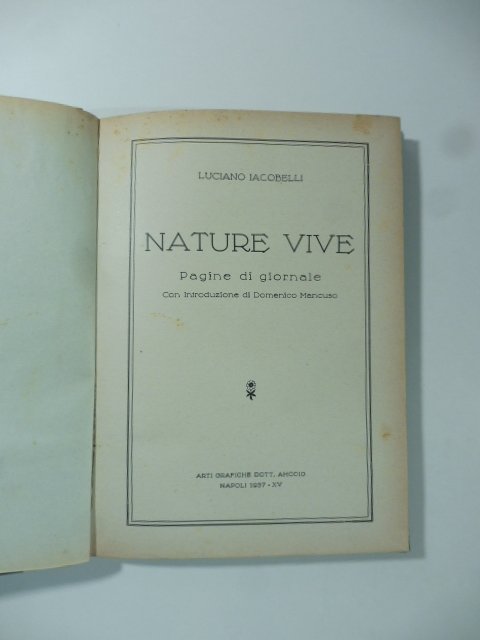 LUCIANO IACOBELLI
NATURE VIVE
Pagine di giornale
Con Introduzione di Domenico Mancuso
ARTI GRAFICHE DOTT. AMODIO
NAPOLI 1937 - XV